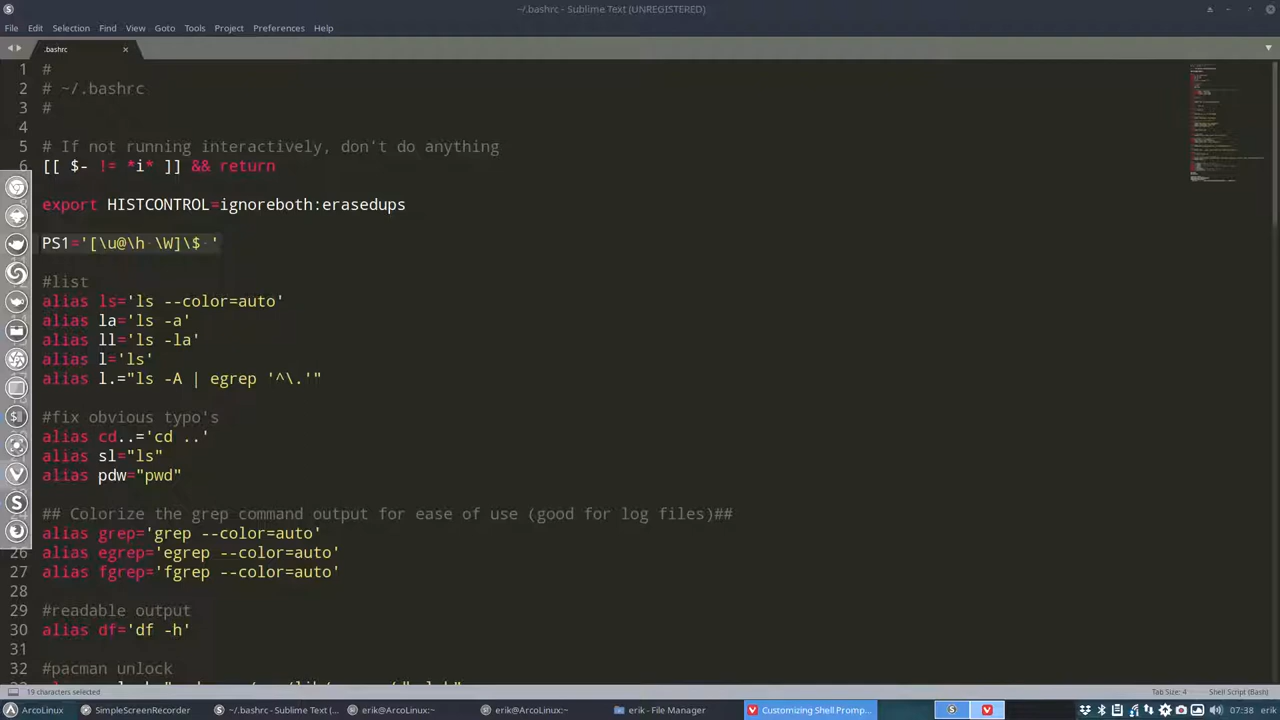 ~/.bashrc - Sublime Text (UNREGISTERED)
File Edit Selection Find View Goto Tools Project Preferences Help
.bashrc
1 #
2 # ~/.bashrc
3 #
4
5 # If not running interactively, don't do anything
6 [[ $- != *i* ]] && return
export HISTCONTROL=ignoreboth:erasedups
PS1='[\u@\h \W]\$ '
#list
alias ls='ls --color=auto'
alias la='ls -a'
alias ll='ls -la'
alias l='ls'
alias l.="ls -A | egrep '^\.'"
#fix obvious typo's
alias cd..='cd ..'
alias sl="ls"
alias pdw="pwd"
## Colorize the grep command output for ease of use (good for log files)##
alias grep='grep --color=auto'
26 alias egrep='egrep --color=auto'
27 alias fgrep='fgrep --color=auto'
28
29 #readable output
30 alias df='df -h'
31
32 #pacman unlock
19 characters selected
Tab Size: 4
Shell Script (Bash)
ArcoLinux
SimpleScreenRecorder
~/.bashrc - Sublime Text (...
erik@ArcoLinux:~
erik@ArcoLinux:~
erik - File Manager
Customizing Shell Promp...
07:38
erik